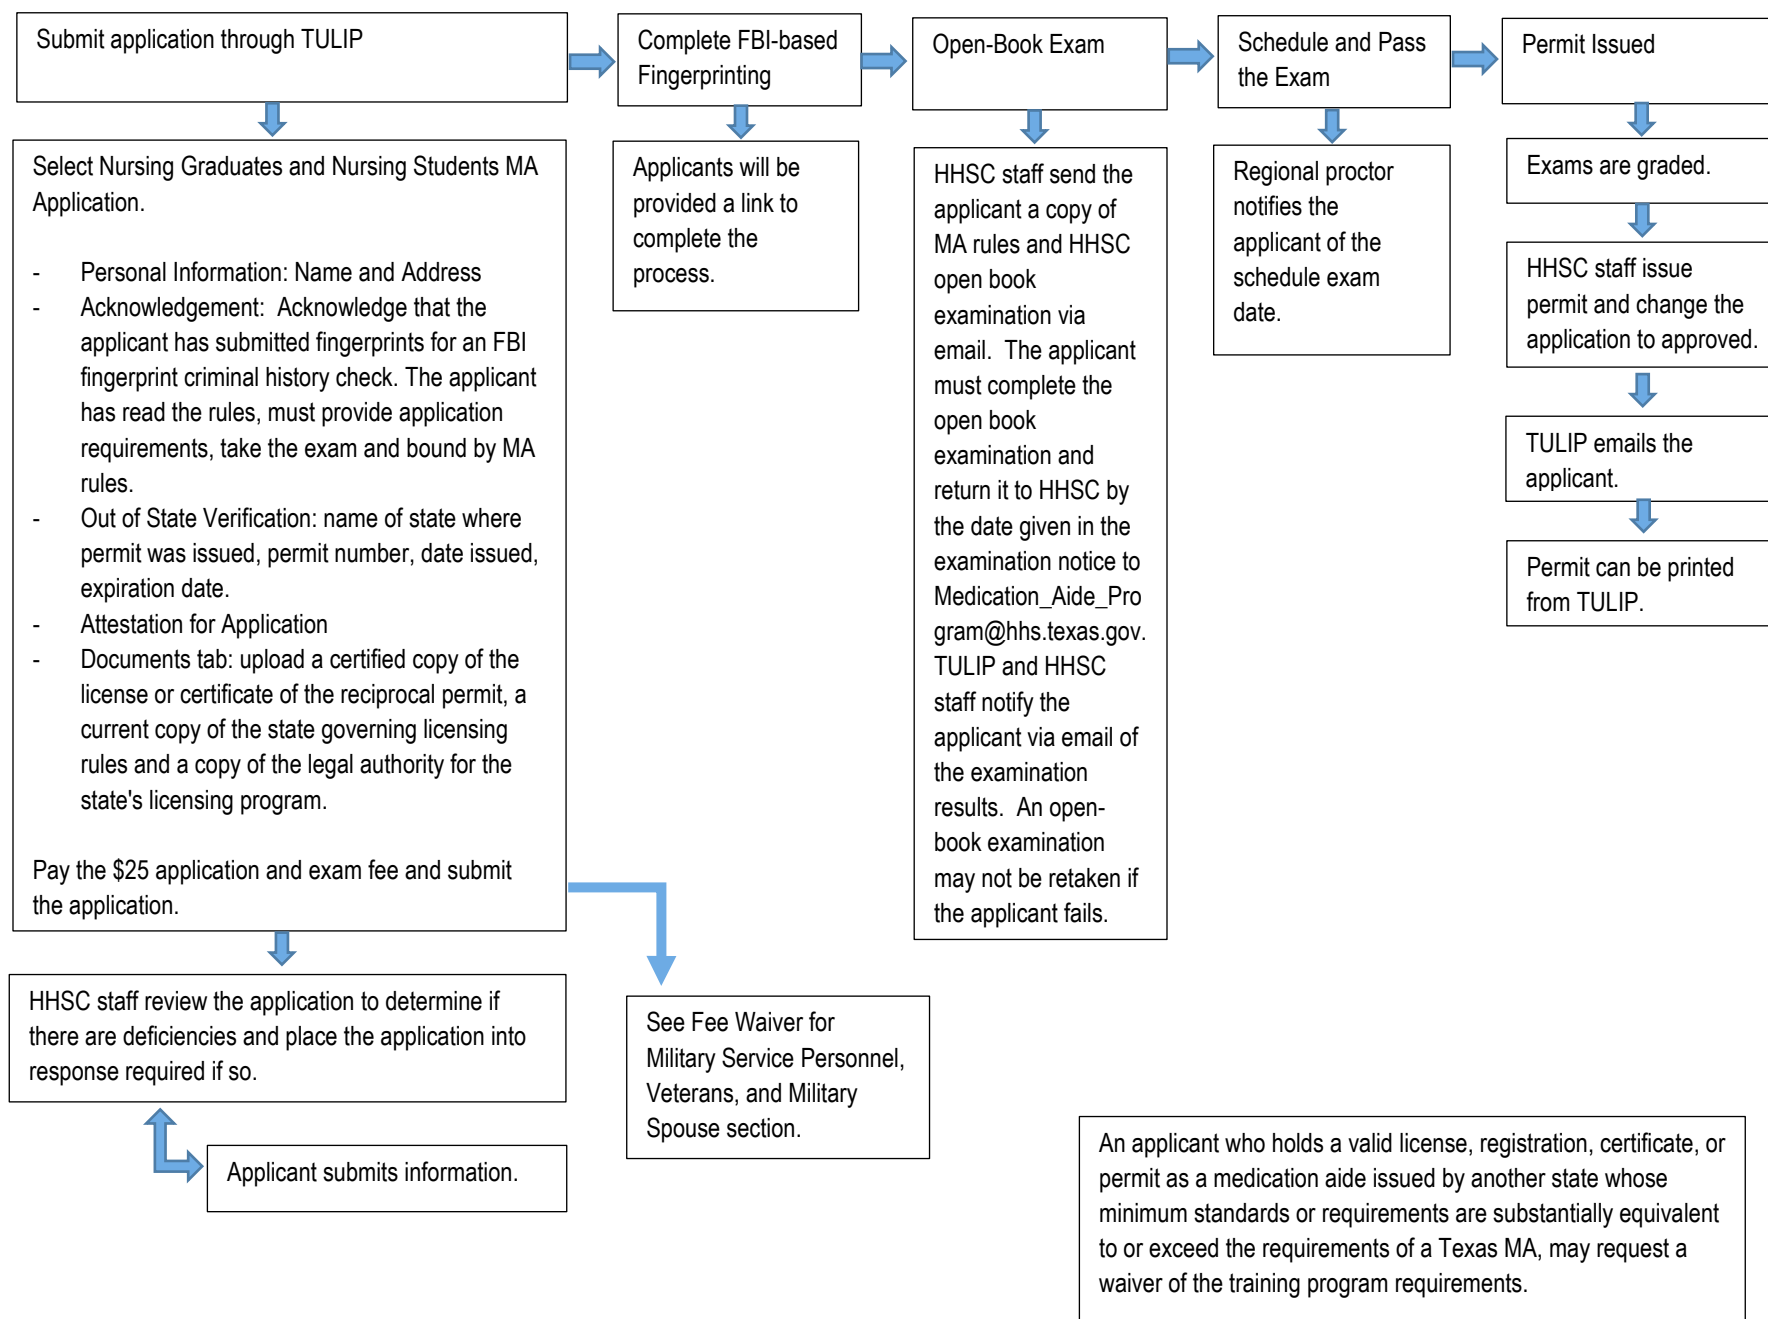 Submit application through TULIP
Complete FBI-based
Fingerprinting
Open-Book Exam
Schedule and Pass
the Exam
Permit Issued
Select Nursing Graduates and Nursing Students MA
Application.
- Personal Information: Name and Address
- Acknowledgement:  Acknowledge that the
applicant has submitted fingerprints for an FBI
fingerprint criminal history check. The applicant
has read the rules, must provide application
requirements, take the exam and bound by MA
rules.
- Out of State Verification: name of state where
permit was issued, permit number, date issued,
expiration date.
- Attestation for Application
- Documents tab: upload a certified copy of the
license or certificate of the reciprocal permit, a
current copy of the state governing licensing
rules and a copy of the legal authority for the
state's licensing program.
Pay the $25 application and exam fee and submit
the application.
HHSC staff review the application to determine if
there are deficiencies and place the application into
response required if so.
Applicant submits information.
Applicants will be
provided a link to
complete the
process.
See Fee Waiver for
Military Service Personnel,
Veterans, and Military
Spouse section.
HHSC staff send the
applicant a copy of
MA rules and HHSC
open book
examination via
email.  The applicant
must complete the
open book
examination and
return it to HHSC by
the date given in the
examination notice to
Medication_Aide_Pro
gram@hhs.texas.gov.
TULIP and HHSC
staff notify the
applicant via email of
the examination
results.  An open-
book examination
may not be retaken if
the applicant fails.
Regional proctor
notifies the
applicant of the
schedule exam
date.
Exams are graded.
HHSC staff issue
permit and change the
application to approved.
TULIP emails the
applicant.
Permit can be printed
from TULIP.
An applicant who holds a valid license, registration, certificate, or
permit as a medication aide issued by another state whose
minimum standards or requirements are substantially equivalent
to or exceed the requirements of a Texas MA, may request a
waiver of the training program requirements.